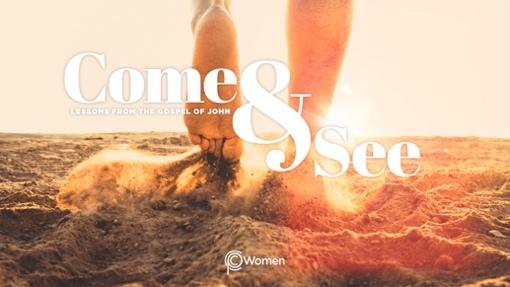 Come & See
LESSONS FROM THE GOSPEL OF JOHN
Women